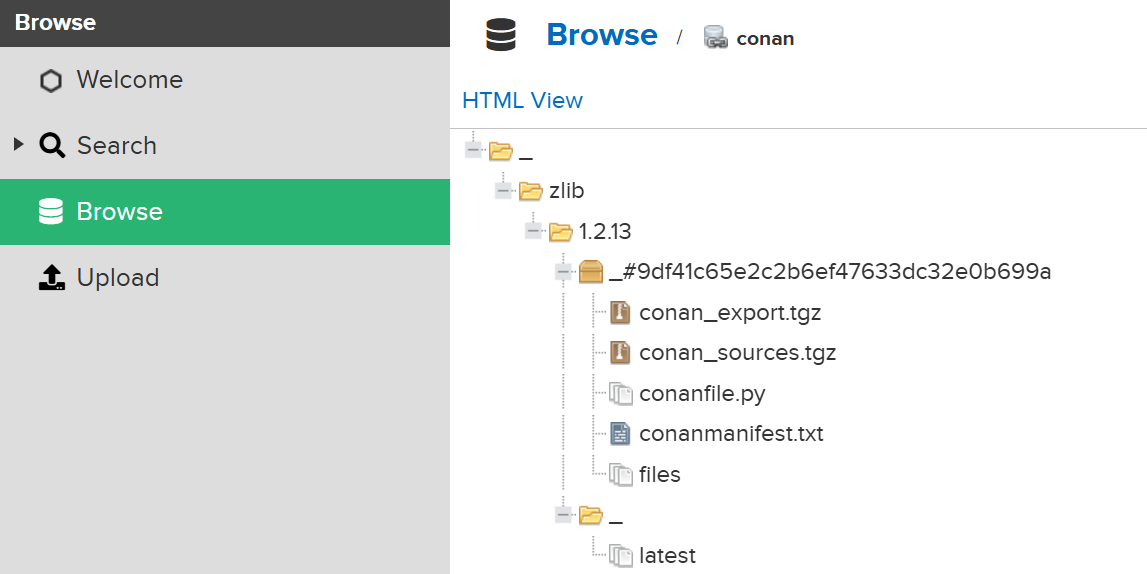 Browse
Welcome
Search
Browse
Upload
Browse / conan
HTML View
_
zlib
1.2.13
_#9df41c65e2c2b6ef47633dc32e0b699a
conan_export.tgz
conan_sources.tgz
conanfile.py
conanmanifest.txt
files
_
latest